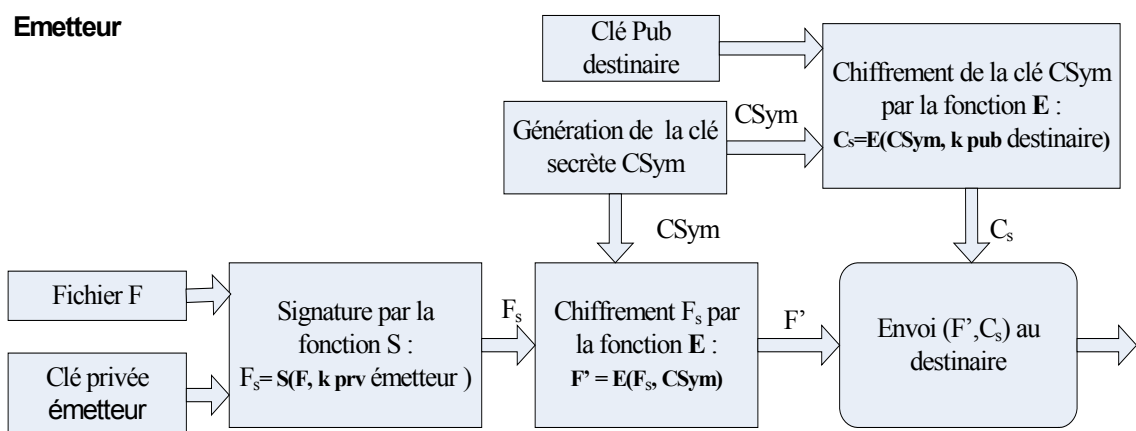 Emetteur
Clé Pub
destinaire
Chiffrement de la clé CSym
par la fonction E :
Cs=E(CSym, k pub destinaire)
Génération de la clé
secrète CSym
CSym
CSym
Cs
Fichier F
Clé privée
émetteur
Signature par la
fonction S :
Fs= S(F, k prv émetteur )
Fs
Chiffrement Fs par
la fonction E :
F’ = E(Fs, CSym)
F’
Envoi (F’,Cs) au
destinaire